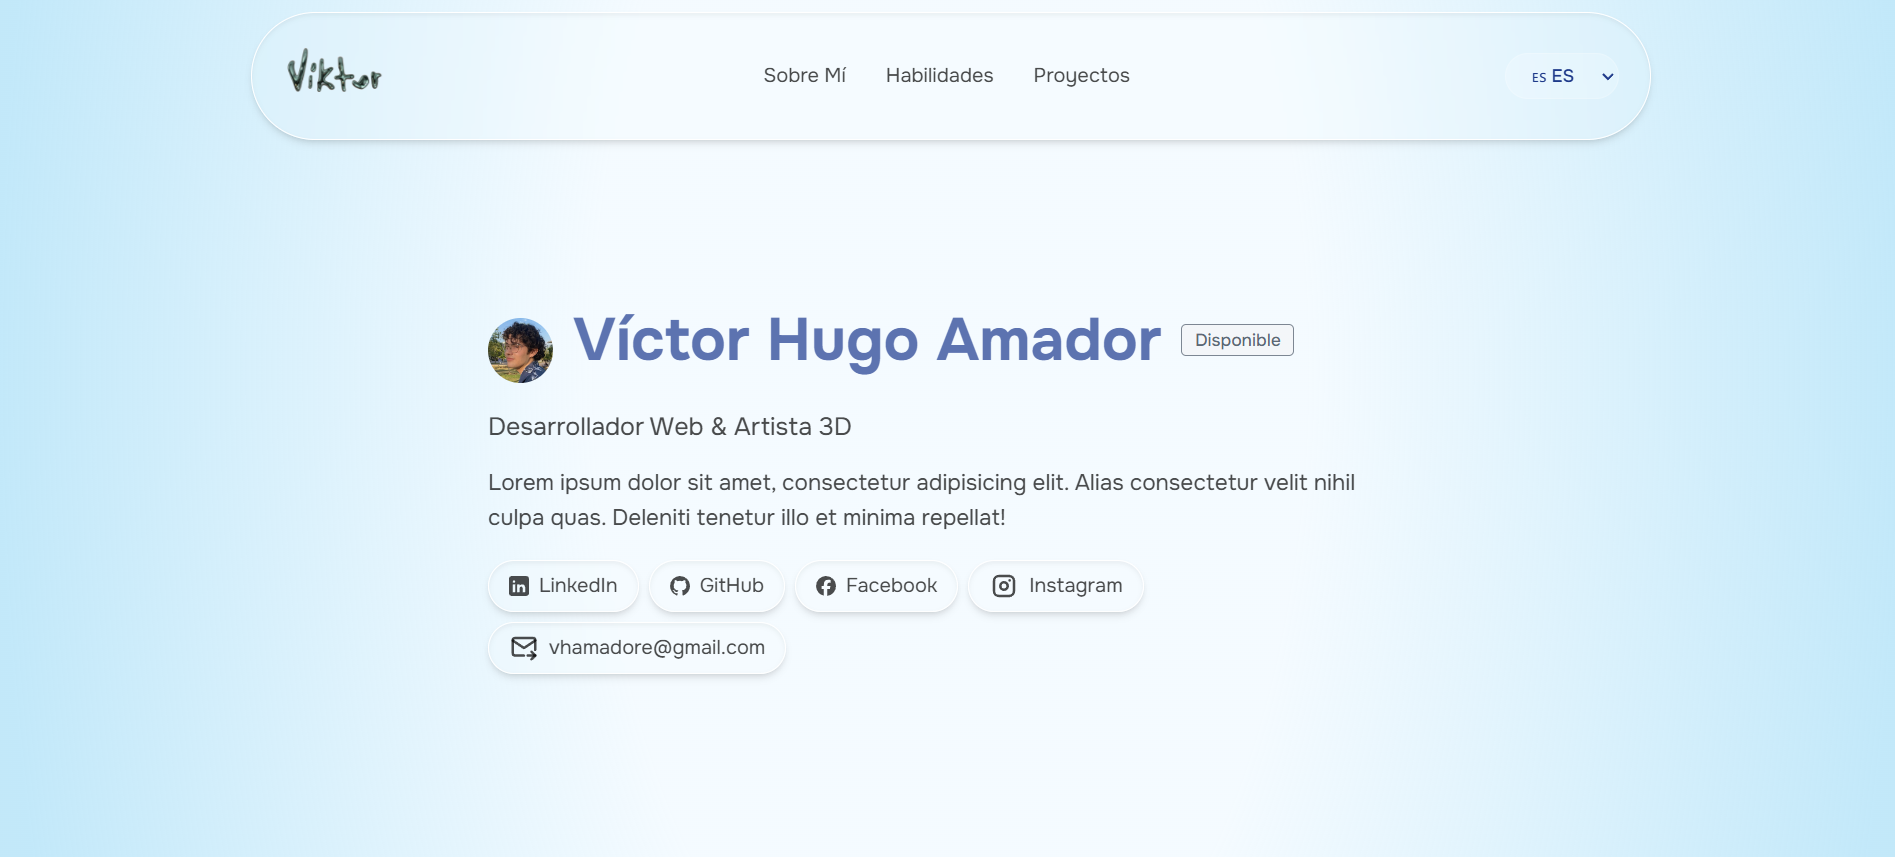 Viktor
Sobre Mí Habilidades Proyectos
ES ES
Víctor Hugo Amador Disponible
Desarrollador Web & Artista 3D
Lorem ipsum dolor sit amet, consectetur adipisicing elit. Alias consectetur velit nihil
culpa quas. Deleniti tenetur illo et minima repellat!
LinkedIn GitHub Facebook Instagram
vhamadore@gmail.com